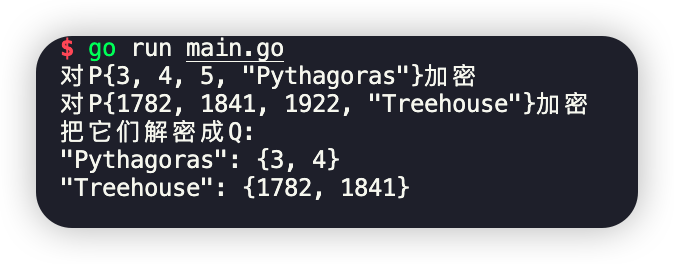 $ go run main.go
对P{3, 4, 5, "Pythagoras"}加密
对P{1782, 1841, 1922, "Treehouse"}加密
把它们解密成Q:
"Pythagoras": {3, 4}
"Treehouse": {1782, 1841}